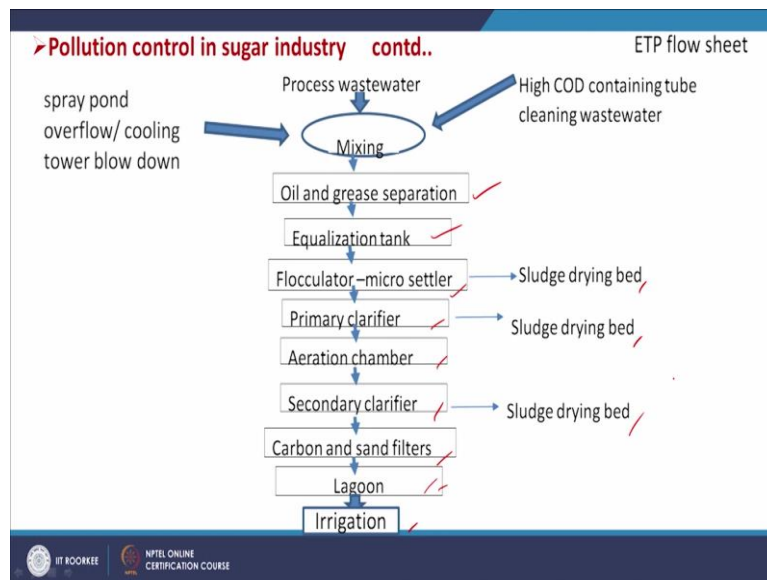 ➤Pollution control in sugar industry contd..
ETP flow sheet
Process wastewater
spray pond
overflow/ cooling
tower blow down
High COD containing tube
cleaning wastewater
Mixing
Oil and grease separation
Equalization tank
Flocculator –micro settler
Sludge drying bed
Primary clarifier
Sludge drying bed
Aeration chamber
Secondary clarifier
Sludge drying bed
Carbon and sand filters
Lagoon
Irrigation
IIT ROORKEE
NPTEL ONLINE
CERTIFICATION COURSE